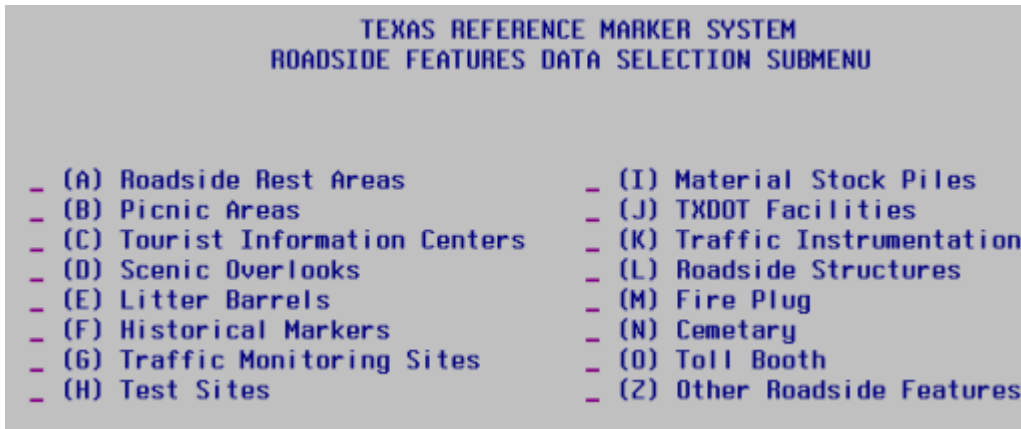 TEXAS REFERENCE MARKER SYSTEM
ROADSIDE FEATURES DATA SELECTION SUBMENU
_ (A) Roadside Rest Areas
_ (B) Picnic Areas
_ (C) Tourist Information Centers
_ (D) Scenic Overlooks
_ (E) Litter Barrels
_ (F) Historical Markers
_ (G) Traffic Monitoring Sites
_ (H) Test Sites
_ (I) Material Stock Piles
_ (J) TXDOT Facilities
_ (K) Traffic Instrumentation
_ (L) Roadside Structures
_ (M) Fire Plug
_ (N) Cemetary
_ (O) Toll Booth
_ (Z) Other Roadside Features